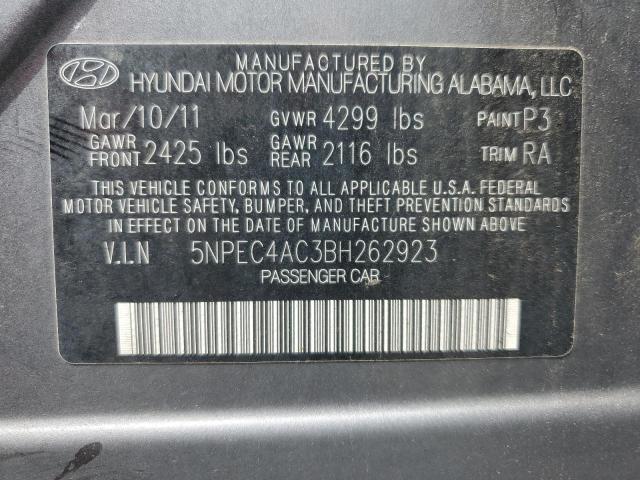 MANUFACTURED BY
HYUNDAI MOTOR MANUFACTURING ALABAMA, LLC
Mar/10/11 GVWR 4299 lbs PAINT P3
GAWR FRONT 2425 lbs GAWR REAR 2116 lbs TRIM RA
THIS VEHICLE CONFORMS TO ALL APPLICABLE U.S.A. FEDERAL
MOTOR VEHICLE SAFETY, BUMPER, AND THEFT PREVENTION STANDARDS
IN EFFECT ON THE DATE OF MANUFACTURE SHOWN ABOVE.
V.I.N 5NPEC4AC3BH262923
PASSENGER CAR